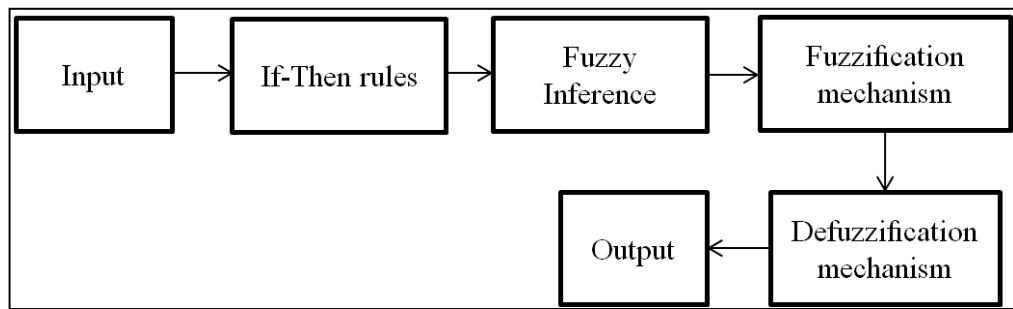 Input
If-Then rules
Fuzzy
Inference
Fuzzification
mechanism
Defuzzification
mechanism
Output